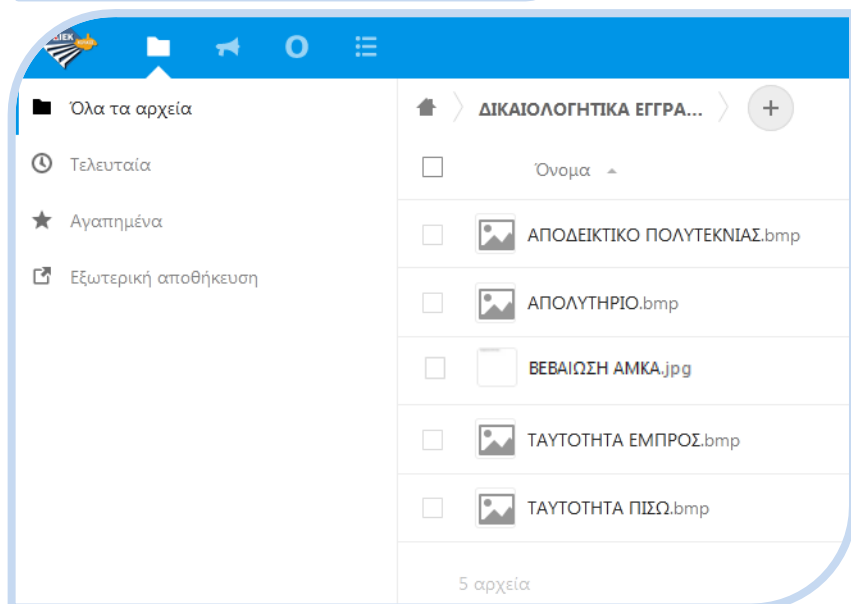 ΙΕΚ
Ο
Όλα τα αρχεία
Τελευταία
Αγαπημένα
Εξωτερική αποθήκευση
ΔΙΚΑΙΟΛΟΓΗΤΙΚΑ ΕΓΓΡΑ...
+
Όνομα
ΑΠΟΔΕΙΚΤΙΚΟ ΠΟΛΥΤΕΚΝΙΑΣ.bmp
ΑΠΟΛΥΤΗΡΙΟ.bmp
ΒΕΒΑΙΩΣΗ ΑΜΚΑ.jpg
ΤΑΥΤΟΤΗΤΑ ΕΜΠΡΟΣ.bmp
ΤΑΥΤΟΤΗΤΑ ΠΙΣΩ.bmp
5 αρχεία